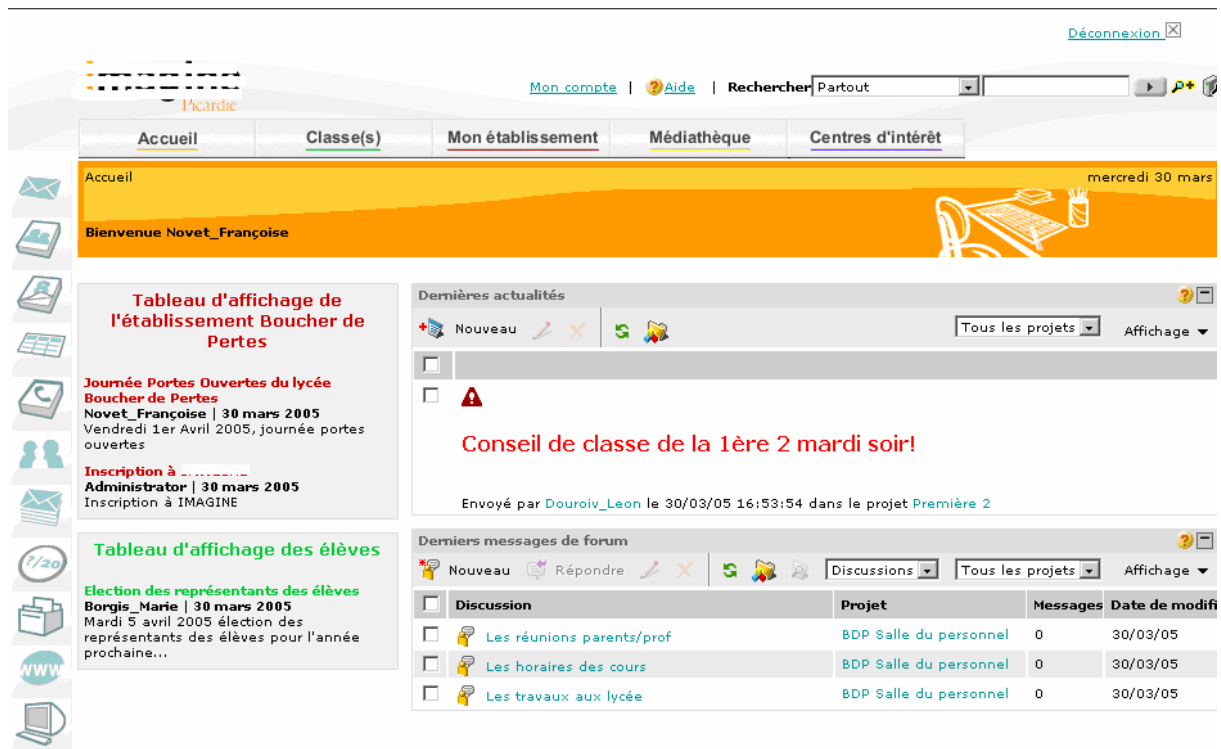 Déconnexion
Picardie
Mon compte | Aide | Rechercher Partout
Accueil Classe(s) Mon établissement Médiathèque Centres d'intérêt
Accueil mercredi 30 mars
Bienvenue Novet_Françoise
Tableau d'affichage de
l'établissement Boucher de
Pertes
Journée Portes Ouvertes du lycée
Boucher de Pertes
Novet_Françoise | 30 mars 2005
Vendredi 1er Avril 2005, journée portes
ouvertes
Inscription à
Administrator | 30 mars 2005
Inscription à IMAGINE
Tableau d'affichage des élèves
Election des représentants des élèves
Borgis_Marie | 30 mars 2005
Mardi 5 avril 2005 élection des
représentants des élèves pour l'année
prochaine...
?/20
www
Dernières actualités
Nouveau Tous les projets Affichage
Conseil de classe de la 1ère 2 mardi soir!
Envoyé par Douroiv_Leon le 30/03/05 16:53:54 dans le projet Première 2
Derniers messages de forum
Nouveau Répondre Discussions Tous les projets Affichage
Discussion Projet Messages Date de modifi
Les réunions parents/prof BDP Salle du personnel 0 30/03/05
Les horaires des cours BDP Salle du personnel 0 30/03/05
Les travaux aux lycée BDP Salle du personnel 0 30/03/05